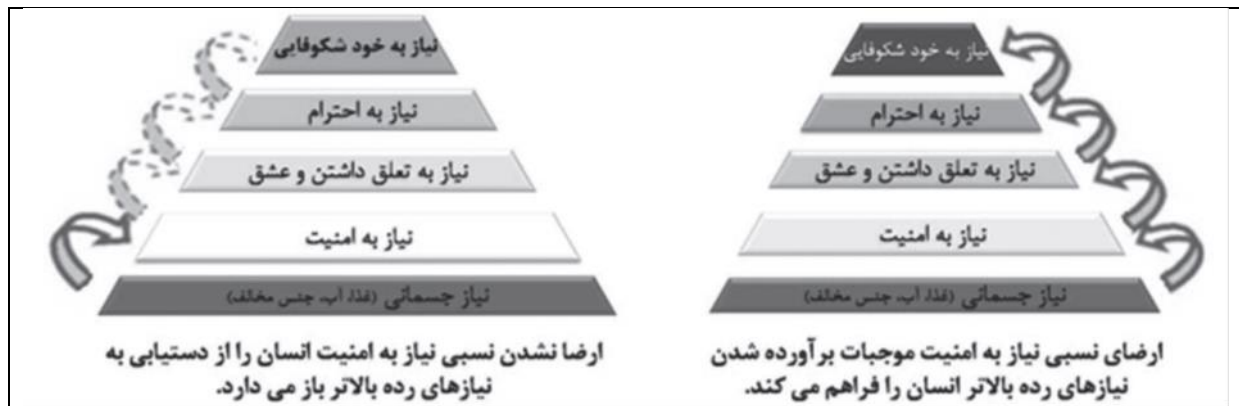 نیاز به خود شکوفایی
نیاز به احترام
نیاز به تعلق داشتن و عشق
نیاز به امنیت
نیاز جسمانی (غذا، آب، جنس مخالف)
ارضای نسبی نیاز به امنیت موجبات برآورده شدن
نیازهای رده بالاتر انسان را فراهم می کند.
نیاز به خود شکوفایی
نیاز به احترام
نیاز به تعلق داشتن و عشق
نیاز به امنیت
نیاز جسمانی (غذا، آب، جنس مخالف)
ارضا نشدن نسبی نیاز به امنیت انسان را از دستیابی به
نیازهای رده بالاتر باز می دارد.